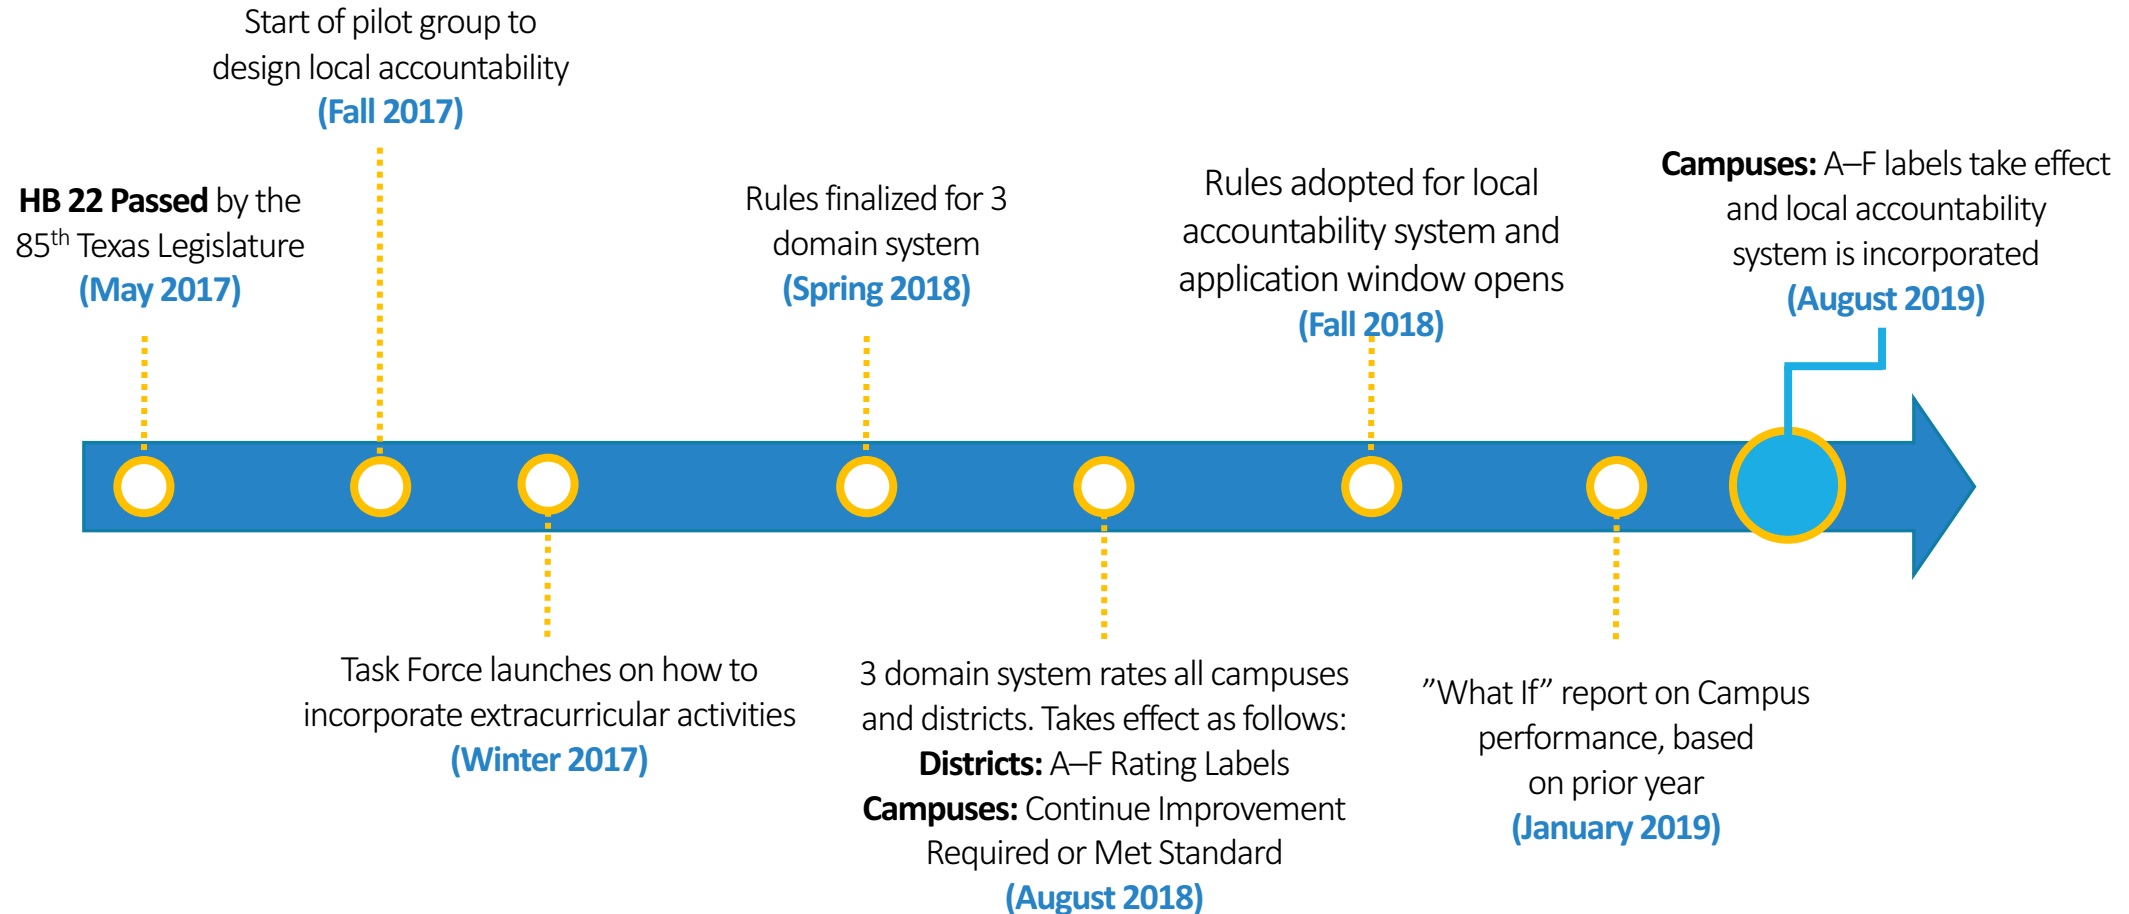 Start of pilot group to
design local accountability
(Fall 2017)
HB 22 Passed by the
85th Texas Legislature
(May 2017)
Rules finalized for 3
domain system
(Spring 2018)
Rules adopted for local
accountability system and
application window opens
(Fall 2018)
Campuses: A–F labels take effect
and local accountability
system is incorporated
(August 2019)
Task Force launches on how to
incorporate extracurricular activities
(Winter 2017)
3 domain system rates all campuses
and districts. Takes effect as follows:
Districts: A–F Rating Labels
Campuses: Continue Improvement
Required or Met Standard
(August 2018)
”What If” report on Campus
performance, based
on prior year
(January 2019)